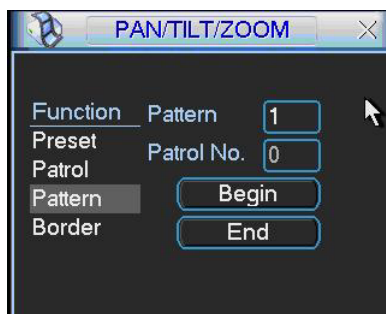 PAN/TILT/ZOOM
Function
Preset
Patrol
Pattern
Border
Pattern 1
Patrol No. 0
Begin
End